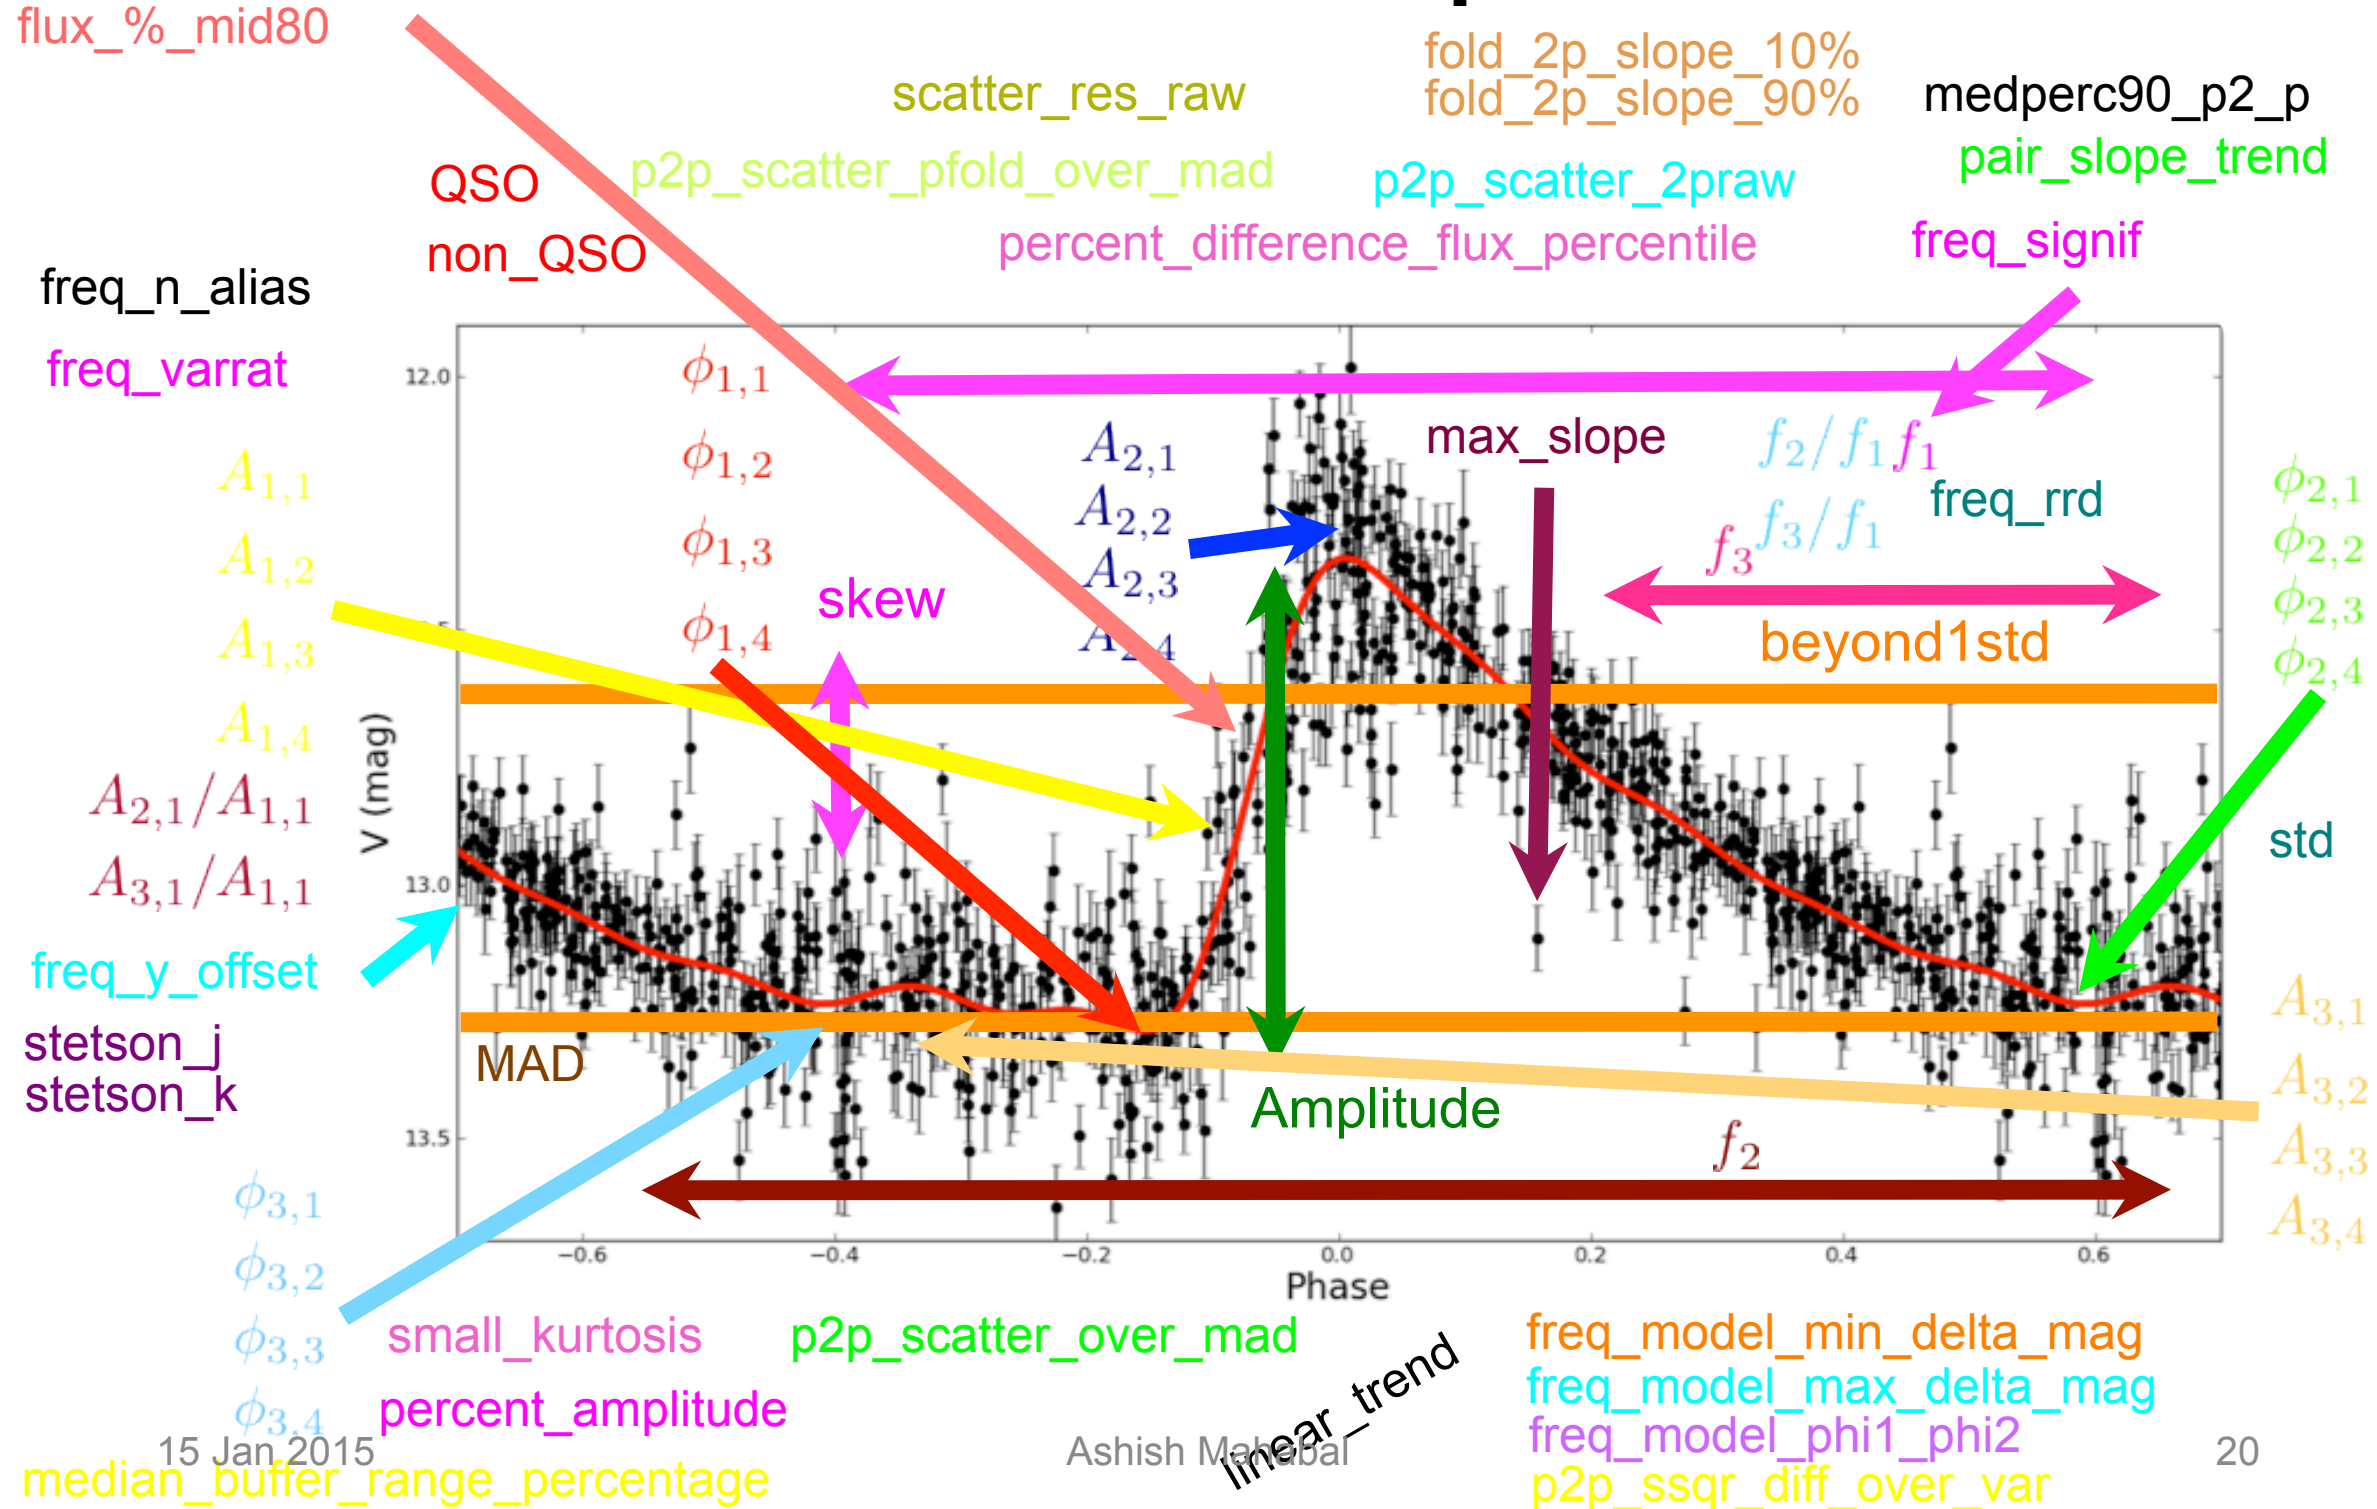 flux_%_mid80
fold_2p_slope_10%
scatter_res_raw
fold_2p_slope_90%
medperc90_p2_p
pair_slope_trend
QSO
p2p_scatter_pfold_over_mad
p2p_scatter_2praw
non_QSO
percent_difference_flux_percentile
freq_signif
freq_n_alias
freq_varrat
12.0
ϕ1,1
ϕ1,2
ϕ1,3
ϕ1,4
A2,1
A2,2
A2,3
A2,4
max_slope
f2/f1 f1
freq_rrd
f3 f3/f1
ϕ2,1
ϕ2,2
ϕ2,3
ϕ2,4
A1,1
A1,2
A1,3
A1,4
skew
beyond1std
A2,1/A1,1
A3,1/A1,1
V (mag)
std
13.0
freq_y_offset
stetson_j
stetson_k
MAD
Amplitude
A3,1
A3,2
A3,3
A3,4
13.5
f2
ϕ3,1
ϕ3,2
ϕ3,3
ϕ3,4
−0.6 −0.4 −0.2 0.0 0.2 0.4 0.6
Phase
small_kurtosis
p2p_scatter_over_mad
linear_trend
freq_model_min_delta_mag
freq_model_max_delta_mag
percent_amplitude
freq_model_phi1_phi2
15 Jan 2015
Ashish Mahabal
20
median_buffer_range_percentage
p2p_ssqr_diff_over_var